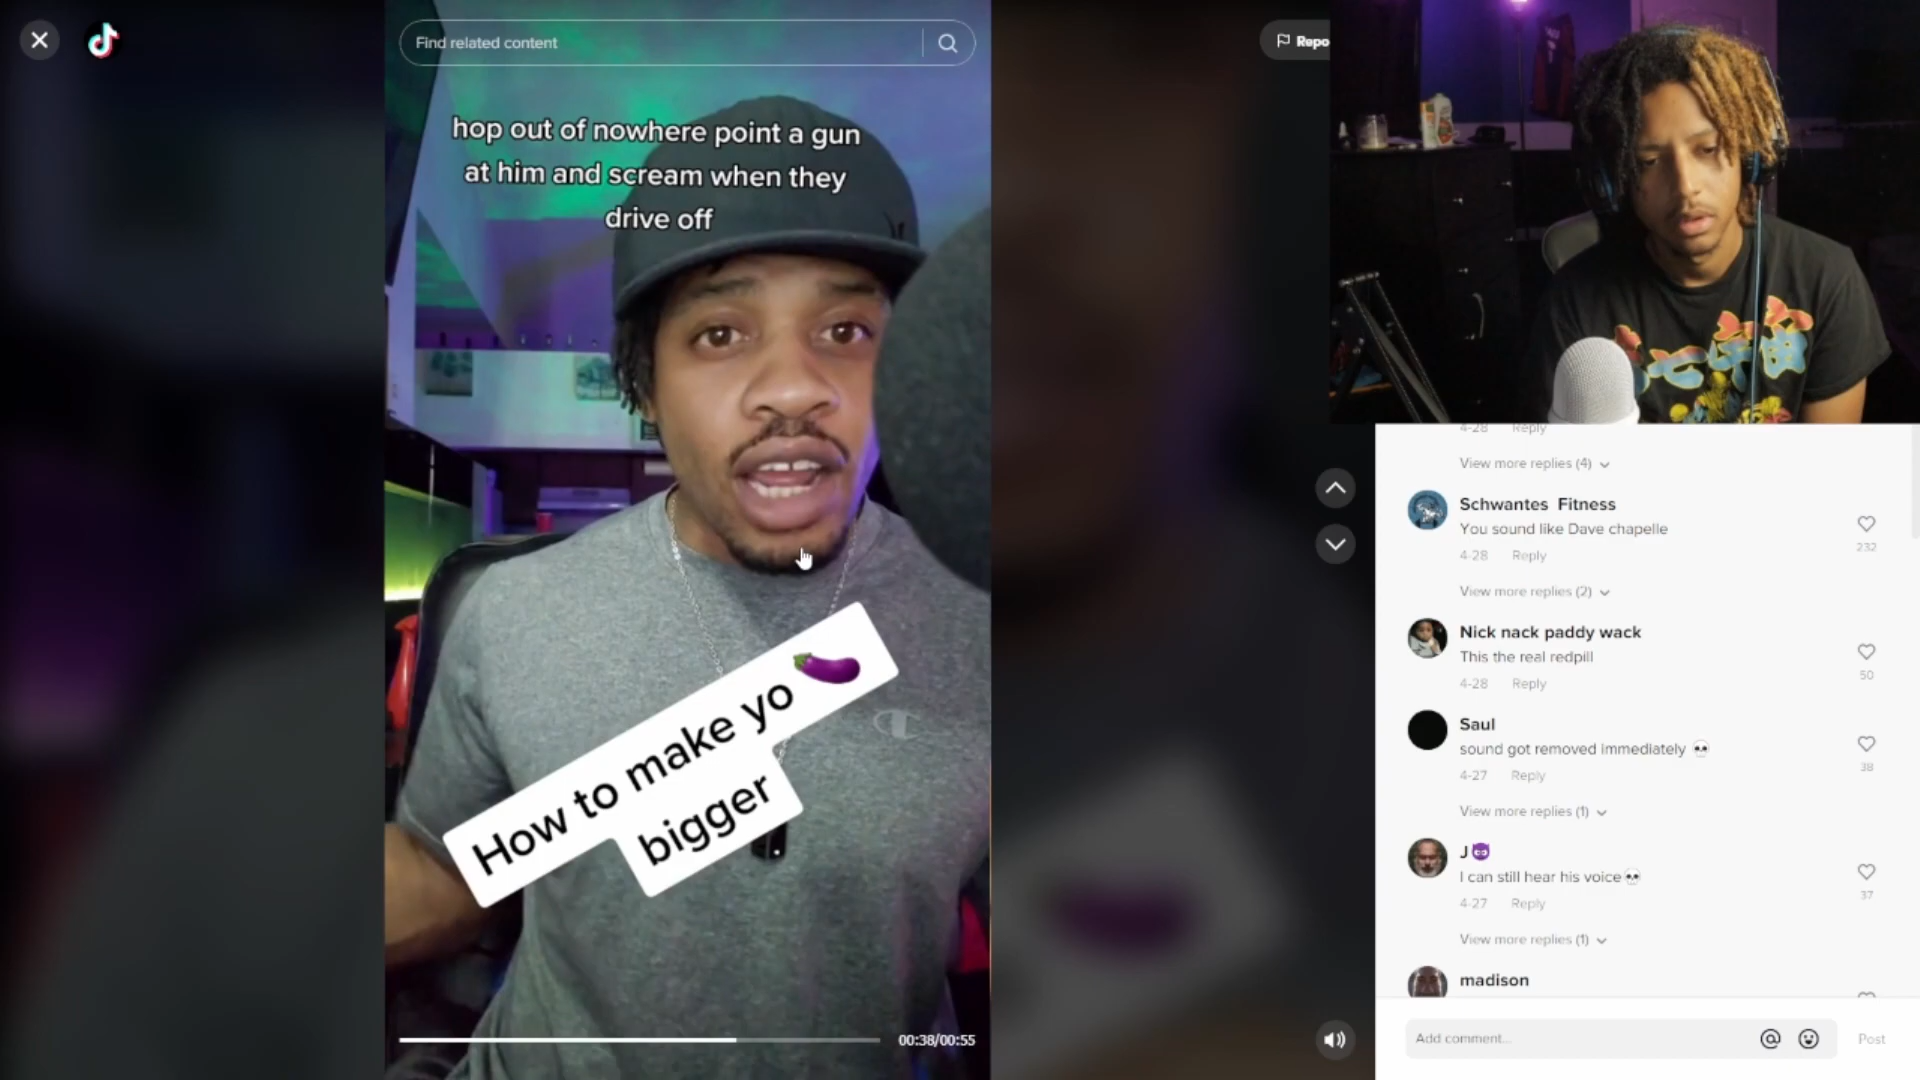 Find related content
Repo
hop out of nowhere point a gun
at him and scream when they
drive off
How to make yo 🍆
bigger
00:38/00:55
4-28 Reply
View more replies (4)
Schwantes Fitness
You sound like Dave chapelle
4-28 Reply
232
View more replies (2)
Nick nack paddy wack
This the real redpill
4-28 Reply
50
Saul
sound got removed immediately 💀
4-27 Reply
38
View more replies (1)
J😈
I can still hear his voice💀
4-27 Reply
37
View more replies (1)
madison
Add comment...
Post